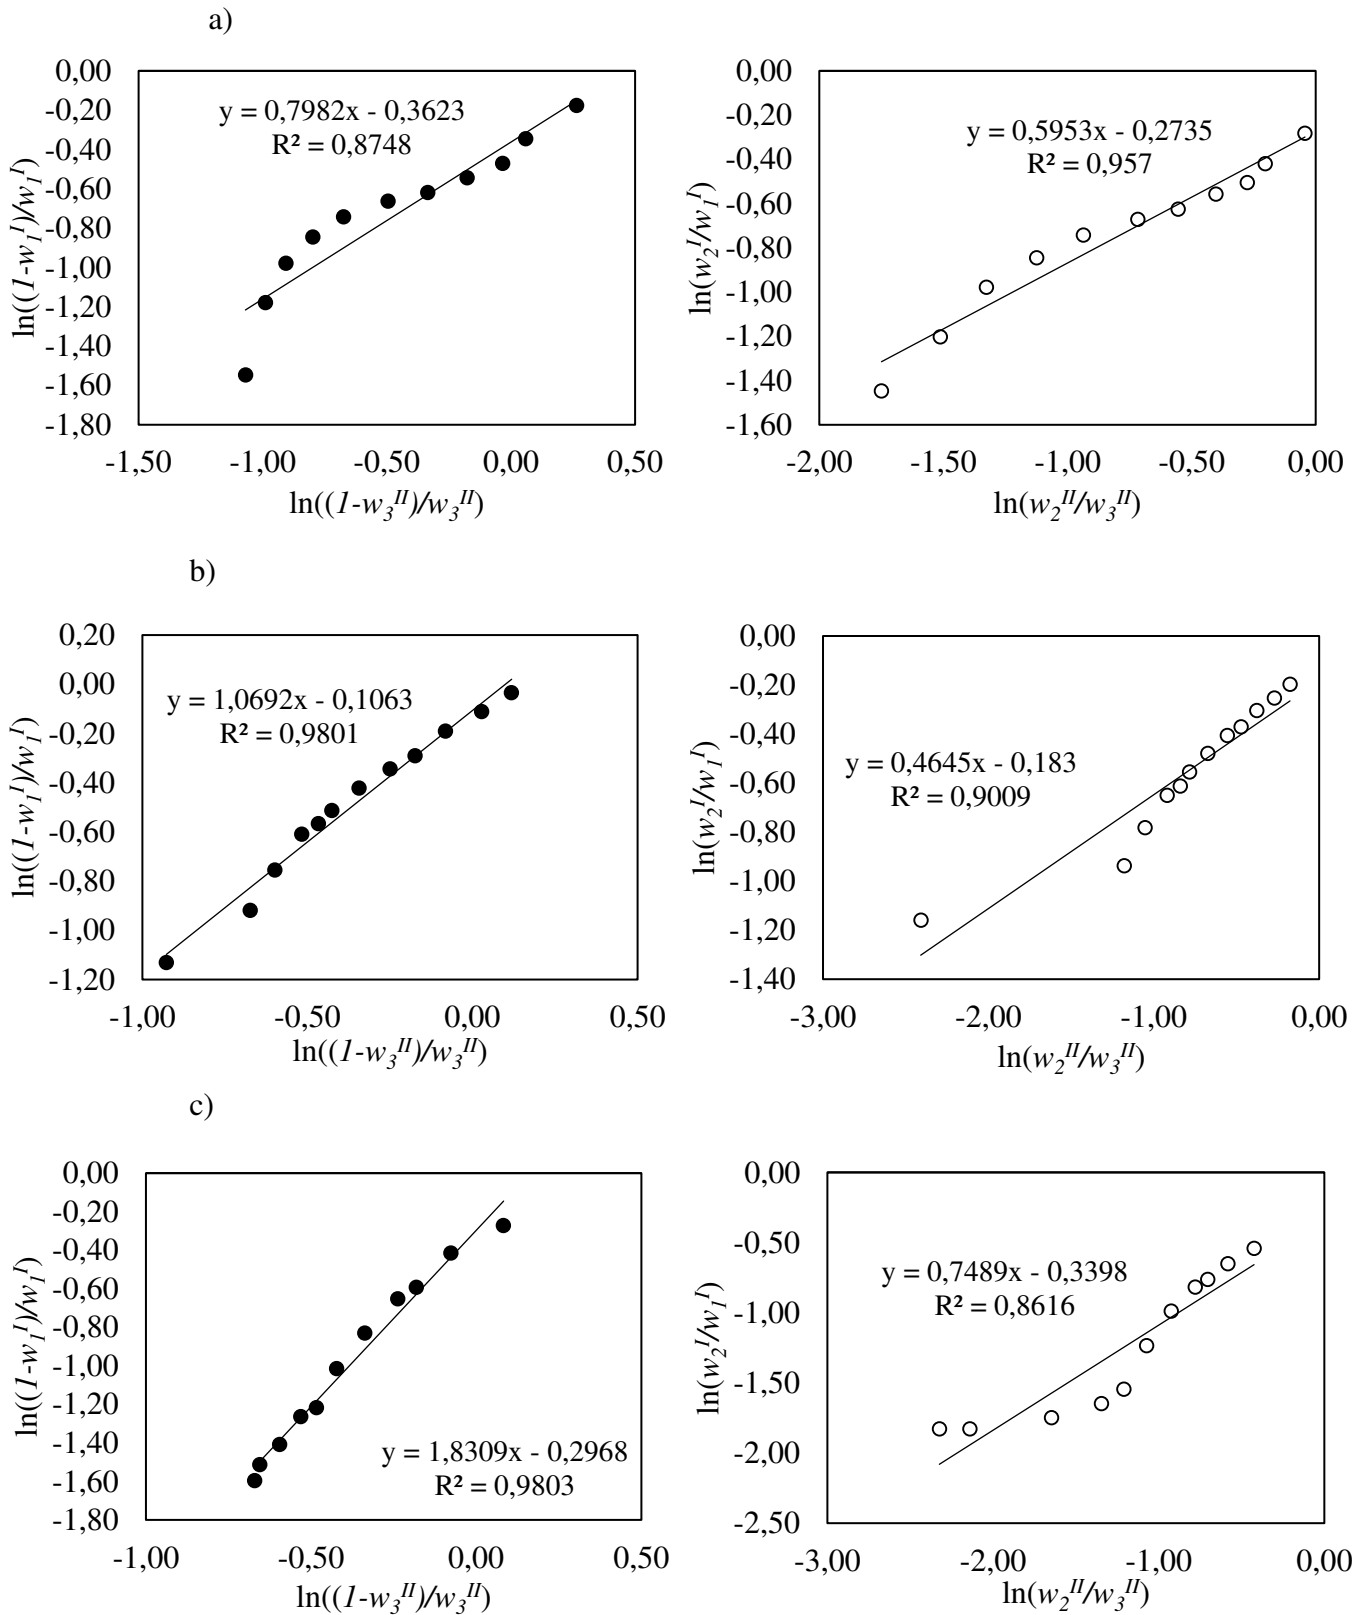 a)
0,00
-0,20
-0,40
-0,60
-0,80
-1,00
-1,20
-1,40
-1,60
-1,80
ln((1-w₁ᴵ)/w₁ᴵ)
y = 0,7982x - 0,3623
R² = 0,8748
-1,50 -1,00 -0,50 0,00 0,50
ln((1-w₃ᴵᴵ)/w₃ᴵᴵ)
0,00
-0,20
-0,40
-0,60
-0,80
-1,00
-1,20
-1,40
-1,60
ln(w₂ᴵ/w₁ᴵ)
y = 0,5953x - 0,2735
R² = 0,957
-2,00 -1,50 -1,00 -0,50 0,00
ln(w₂ᴵᴵ/w₃ᴵᴵ)
b)
0,20
0,00
-0,20
-0,40
-0,60
-0,80
-1,00
-1,20
ln((1-w₁ᴵ)/w₁ᴵ)
y = 1,0692x - 0,1063
R² = 0,9801
-1,00 -0,50 0,00 0,50
ln((1-w₃ᴵᴵ)/w₃ᴵᴵ)
0,00
-0,20
-0,40
-0,60
-0,80
-1,00
-1,20
-1,40
ln(w₂ᴵ/w₁ᴵ)
y = 0,4645x - 0,183
R² = 0,9009
-3,00 -2,00 -1,00 0,00
ln(w₂ᴵᴵ/w₃ᴵᴵ)
c)
0,00
-0,20
-0,40
-0,60
-0,80
-1,00
-1,20
-1,40
-1,60
-1,80
ln((1-w₁ᴵ)/w₁ᴵ)
y = 1,8309x - 0,2968
R² = 0,9803
-1,00 -0,50 0,00 0,50
ln((1-w₃ᴵᴵ)/w₃ᴵᴵ)
0,00
-0,50
-1,00
-1,50
-2,00
-2,50
ln(w₂ᴵ/w₁ᴵ)
y = 0,7489x - 0,3398
R² = 0,8616
-3,00 -2,00 -1,00 0,00
ln(w₂ᴵᴵ/w₃ᴵᴵ)